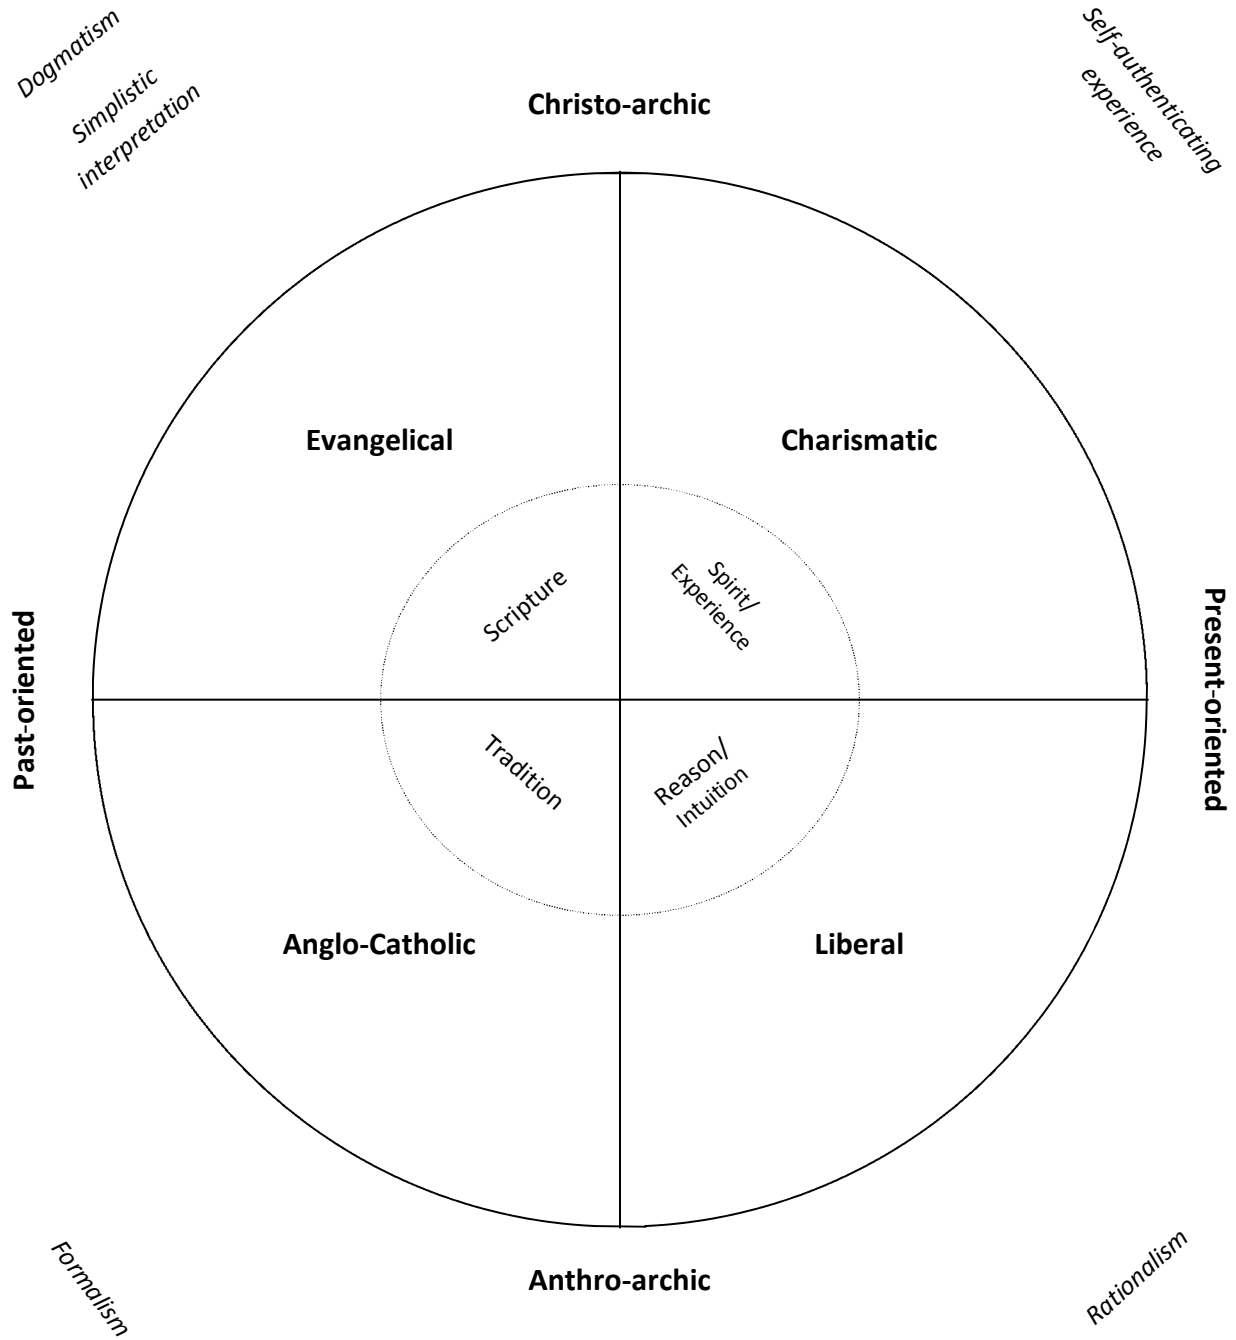 Dogmatism
Simplistic
interpretation
Self-authenticating
experience
Christo-archic
Evangelical
Charismatic
Scripture
Spirit/
Experience
Past-oriented
Present-oriented
Tradition
Reason/
Intuition
Anglo-Catholic
Liberal
Formalism
Anthro-archic
Rationalism